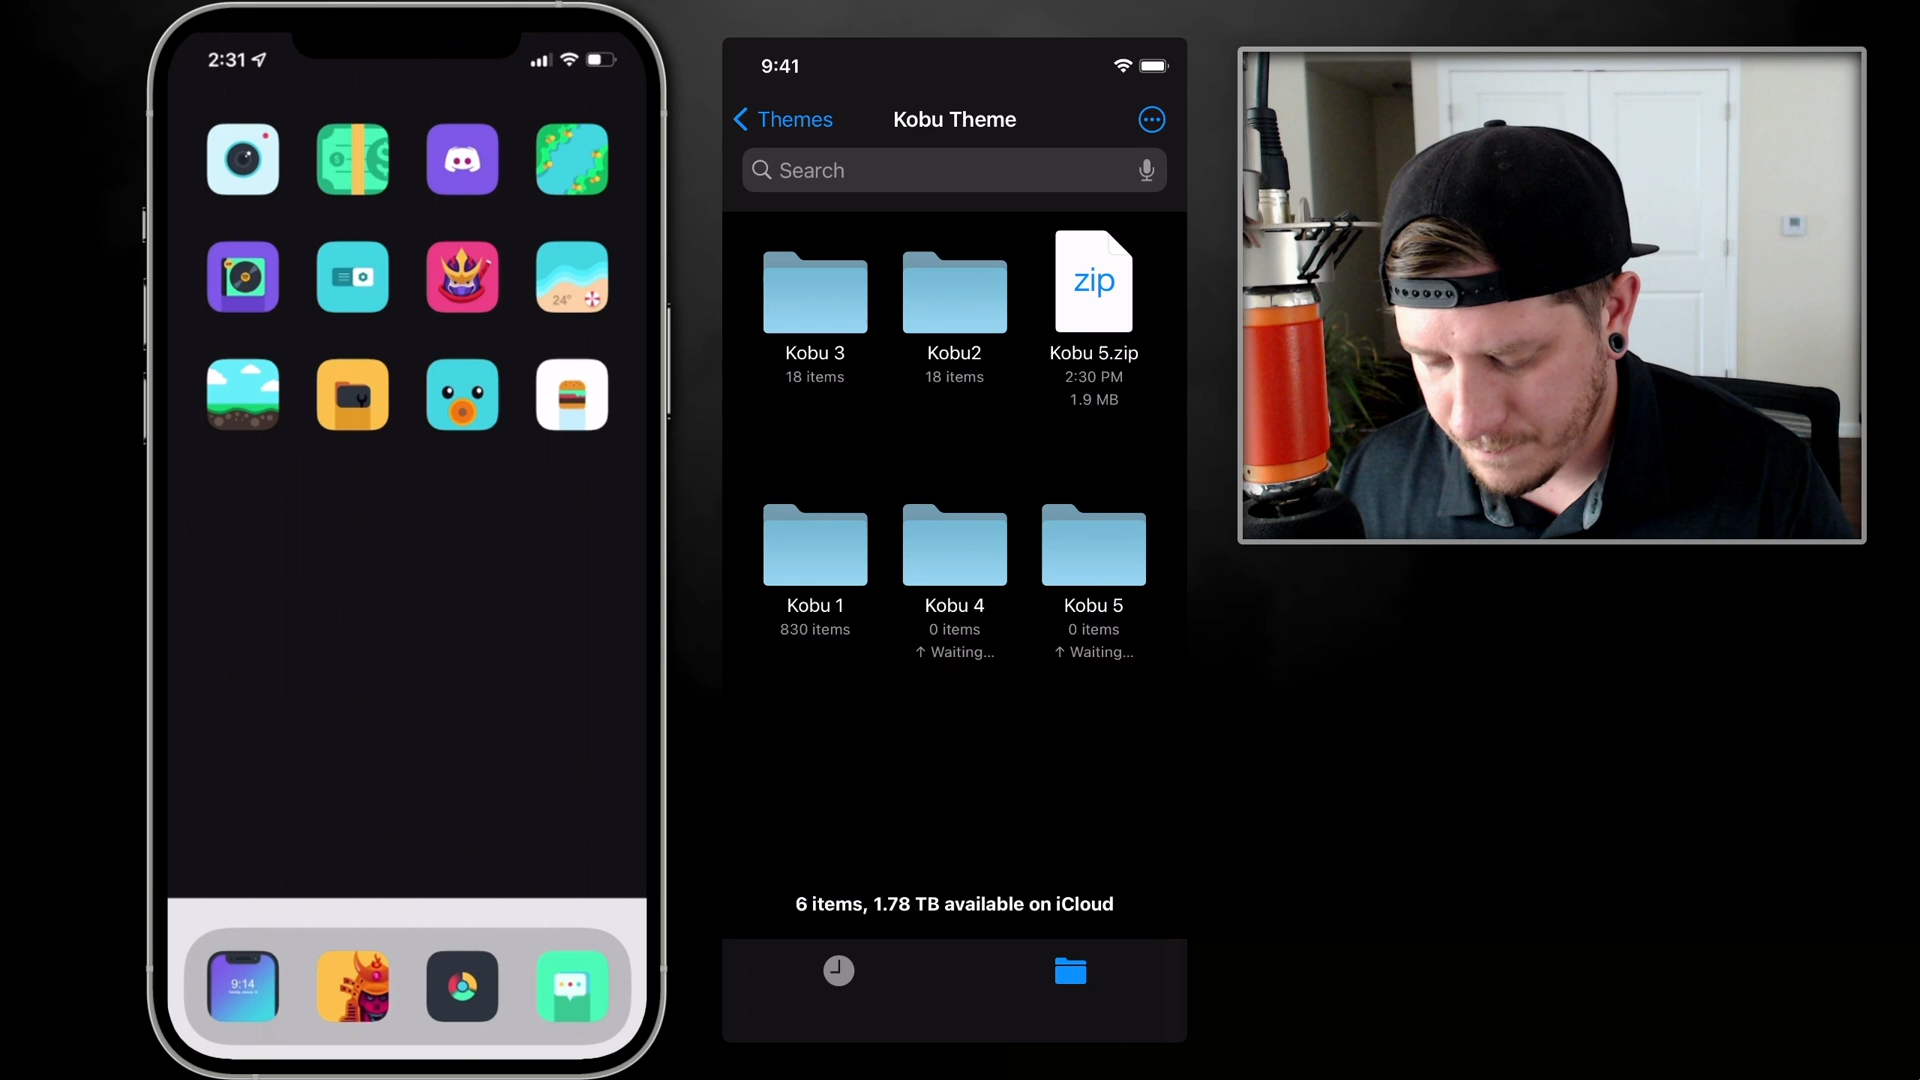 2:31
24°
9:14
9:41
Themes
Kobu Theme
Search
zip
Kobu 3
18 items
Kobu2
18 items
Kobu 5.zip
2:30 PM
1.9 MB
Kobu 1
830 items
Kobu 4
0 items
↑ Waiting...
Kobu 5
0 items
↑ Waiting...
6 items, 1.78 TB available on iCloud